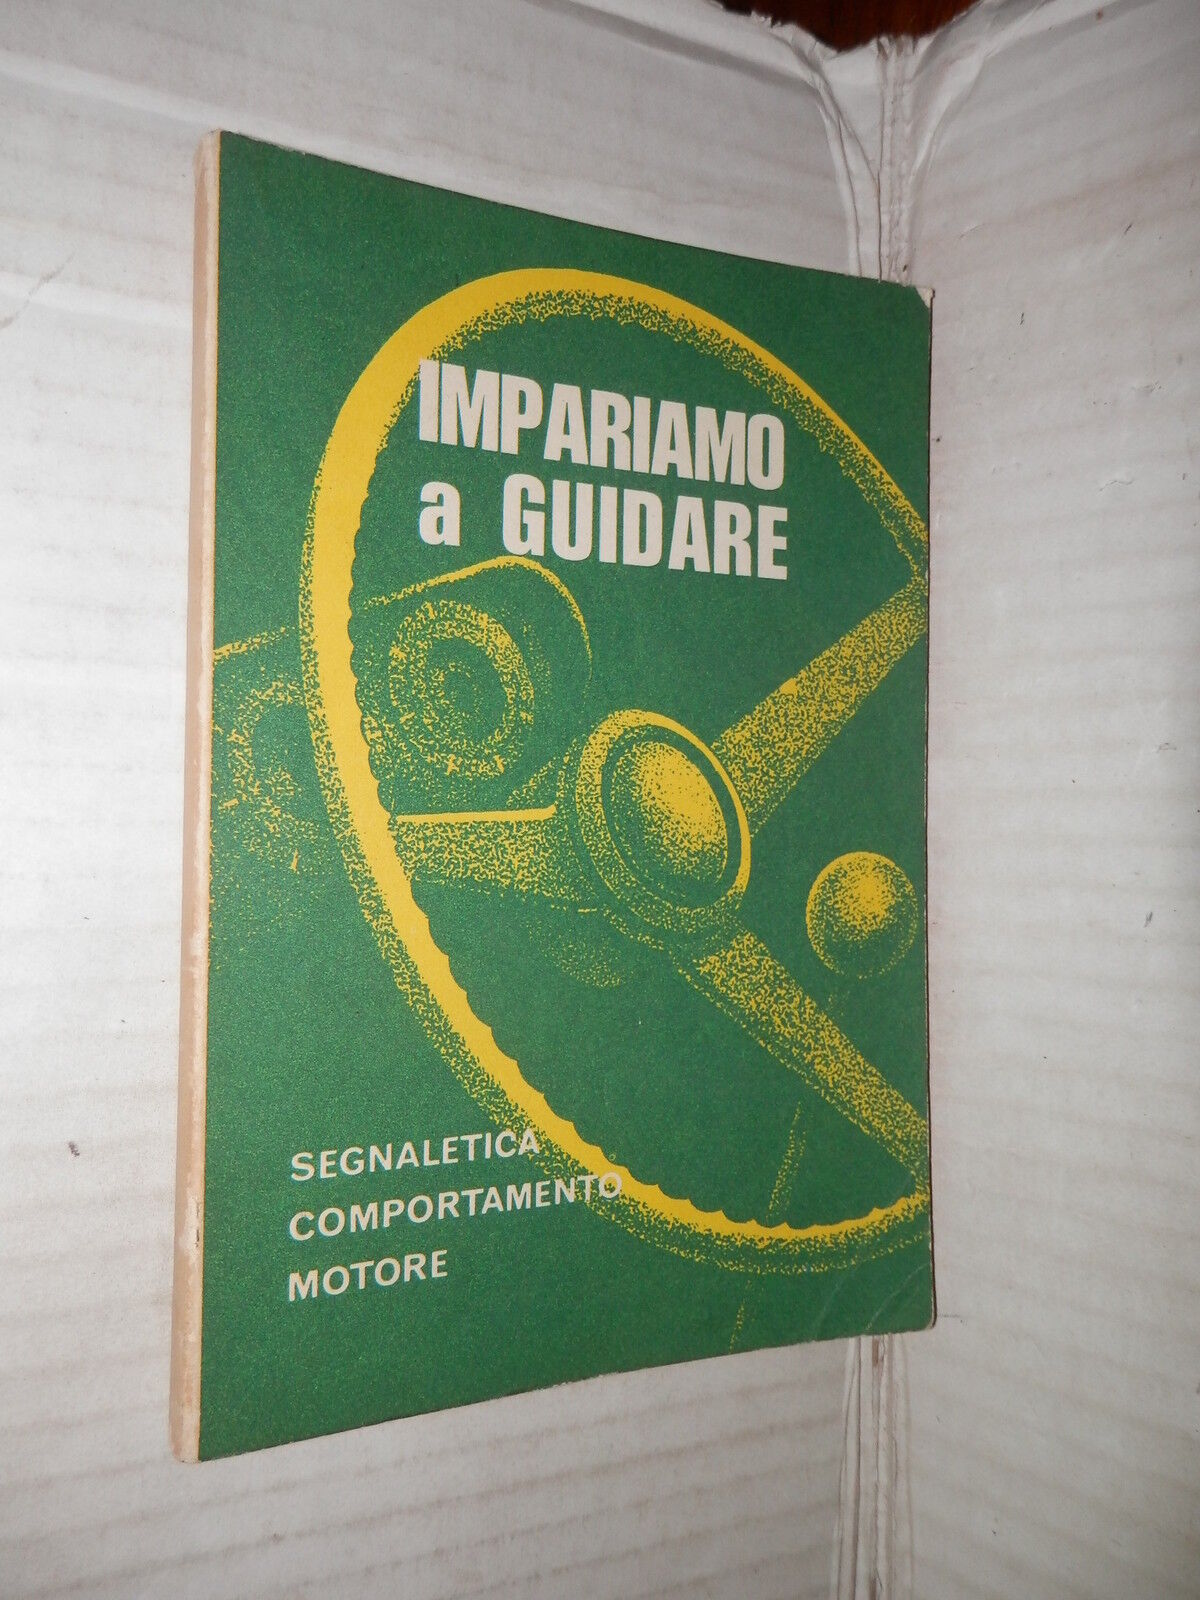 IMPARIAMO
a GUIDARE
SEGNALETICA
COMPORTAMENTO
MOTORE